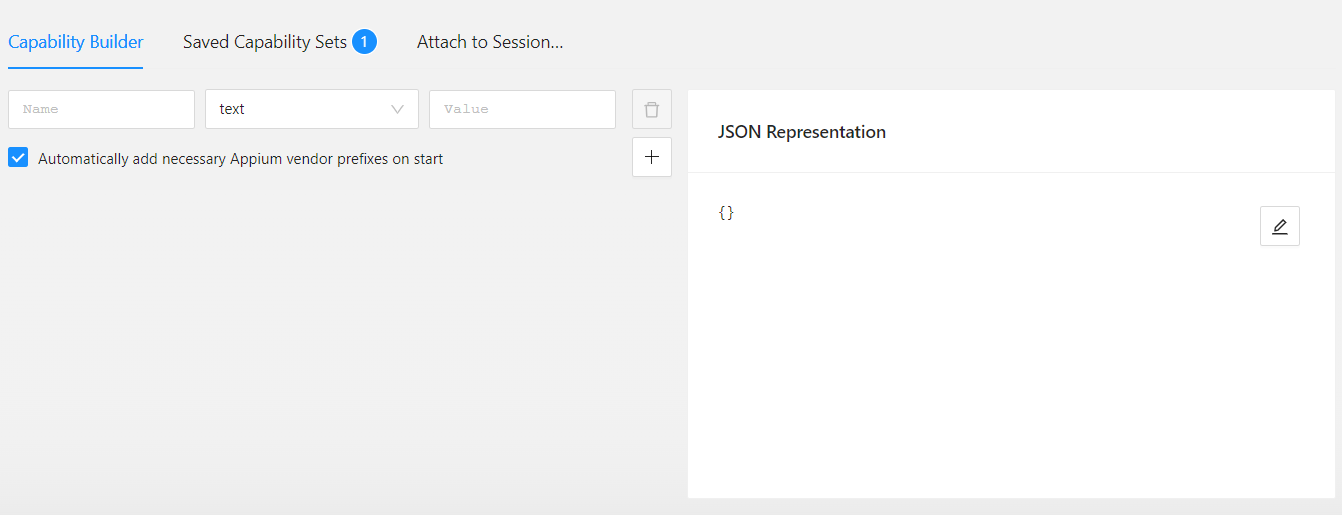 Capability Builder Saved Capability Sets 1 Attach to Session...
Name text Value
Automatically add necessary Appium vendor prefixes on start
JSON Representation
{}